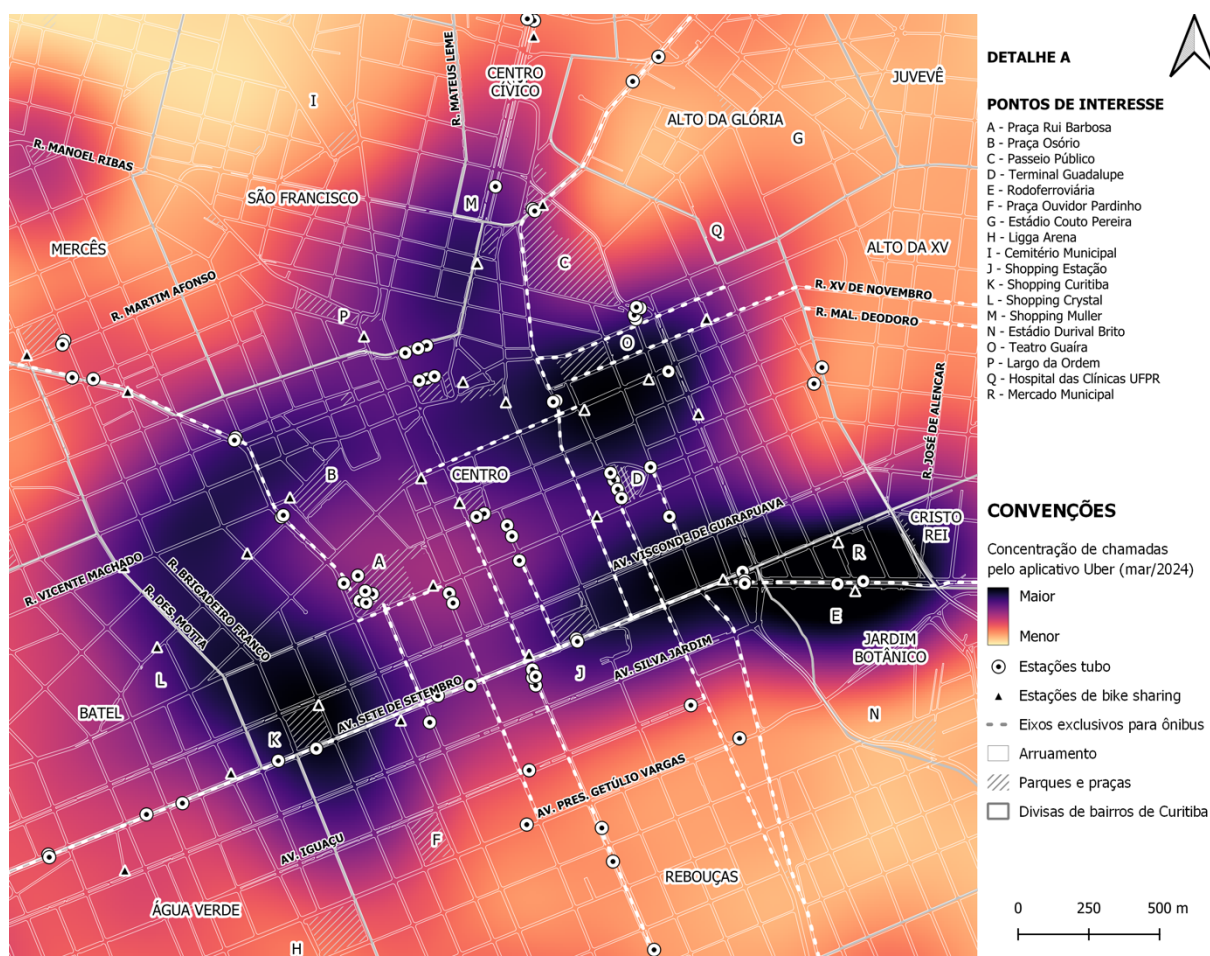 CENTRO
CÍVICO
R. MATEUS LEME
I
JUVEVÊ
ALTO DA GLÓRIA
G
R. MANOEL RIBAS
SÃO FRANCISCO
M
MERCÊS
Q
ALTO DA XV
C
R. MARTIM AFONSO
R. XV DE NOVEMBRO
P
R. MAL. DEODORO
O
R. JOSÉ DE ALENCAR
B
CENTRO
D
CRISTO
REI
AV. VISCONDE DE GUARAPUAVA
R
A
R. VICENTE MACHADO
R. BRIGADEIRO FRANCO
R. DES. MOTTA
E
JARDIM
BOTÂNICO
L
J
AV. SILVA JARDIM
AV. SETE DE SETEMBRO
BATEL
K
N
AV. PRES. GETÚLIO VARGAS
F
AV. IGUAÇU
REBOUÇAS
ÁGUA VERDE
H
DETALHE A
PONTOS DE INTERESSE
A - Praça Rui Barbosa
B - Praça Osório
C - Passeio Público
D - Terminal Guadalupe
E - Rodoferroviária
F - Praça Ouvidor Pardinho
G - Estádio Couto Pereira
H - Ligga Arena
I - Cemitério Municipal
J - Shopping Estação
K - Shopping Curitiba
L - Shopping Crystal
M - Shopping Muller
N - Estádio Durival Brito
O - Teatro Guaíra
P - Largo da Ordem
Q - Hospital das Clínicas UFPR
R - Mercado Municipal
CONVENÇÕES
Concentração de chamadas
pelo aplicativo Uber (mar/2024)
Maior
Menor
Estações tubo
Estações de bike sharing
Eixos exclusivos para ônibus
Arruamento
Parques e praças
Divisas de bairros de Curitiba
0 250 500 m